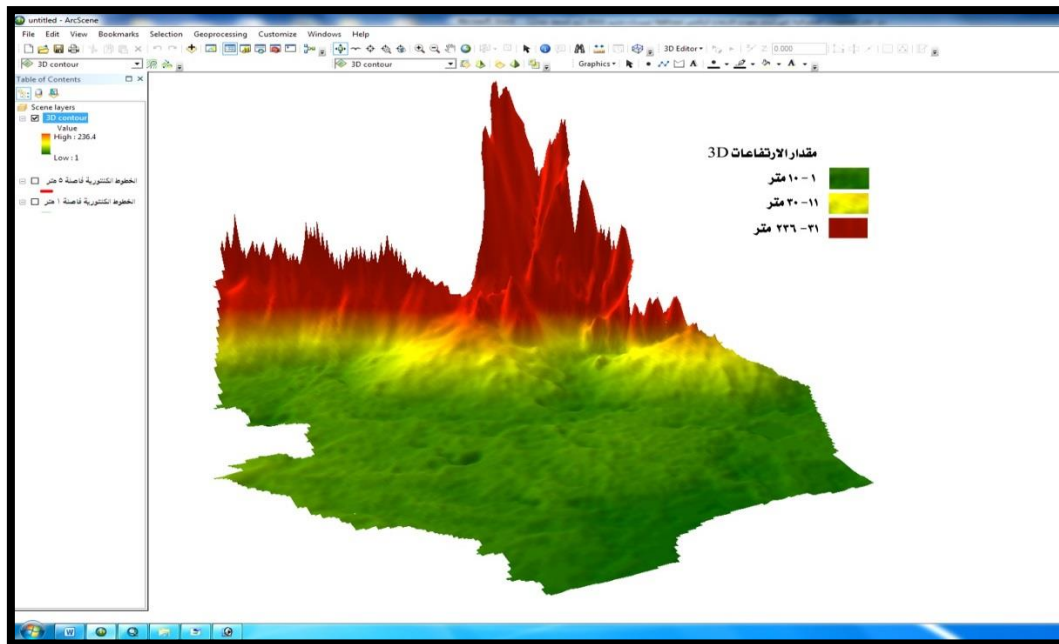 untitled - ArcScene
File Edit View Bookmarks Selection Geoprocessing Customize Windows Help
3D Editor 0.000
3D contour
3D contour
Graphics
Table of Contents
Scene layers
3D contour
Value
High : 236.4
Low : 1
الخطوط الكنتورية فاصلة ٥ متر
الخطوط الكنتورية فاصلة ١ متر
مقدار الارتفاعات 3D
١ - ١٠ متر
١١ - ٣٠ متر
٣١ - ٢٣٦ متر